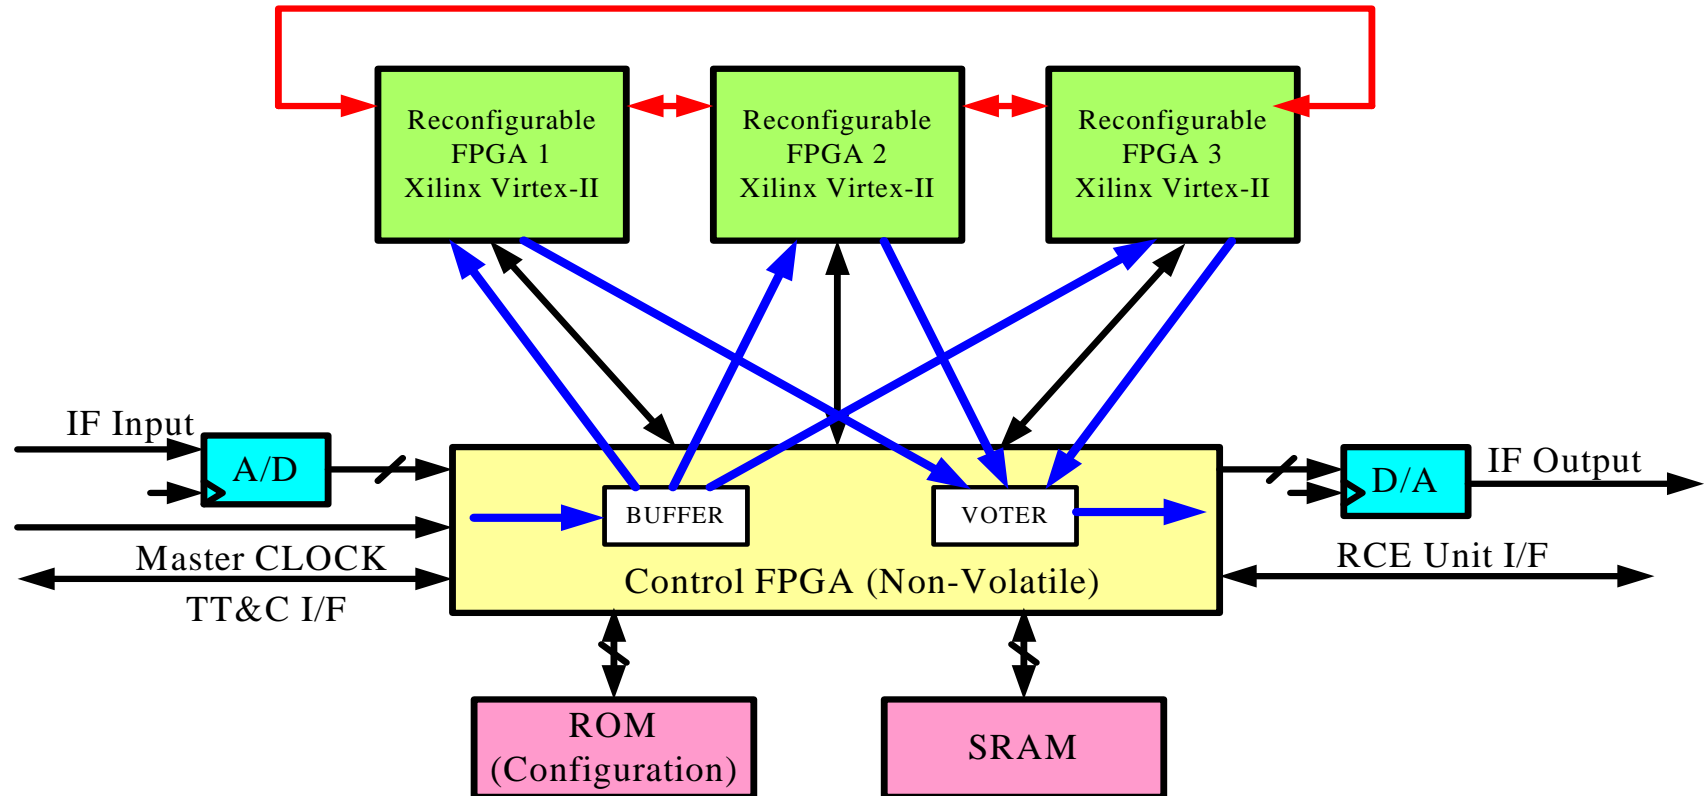 Reconfigurable
FPGA 1
Xilinx Virtex-II
Reconfigurable
FPGA 2
Xilinx Virtex-II
Reconfigurable
FPGA 3
Xilinx Virtex-II
IF Input
A/D
Master CLOCK
TT&C I/F
BUFFER
VOTER
Control FPGA (Non-Volatile)
D/A
IF Output
RCE Unit I/F
ROM
(Configuration)
SRAM